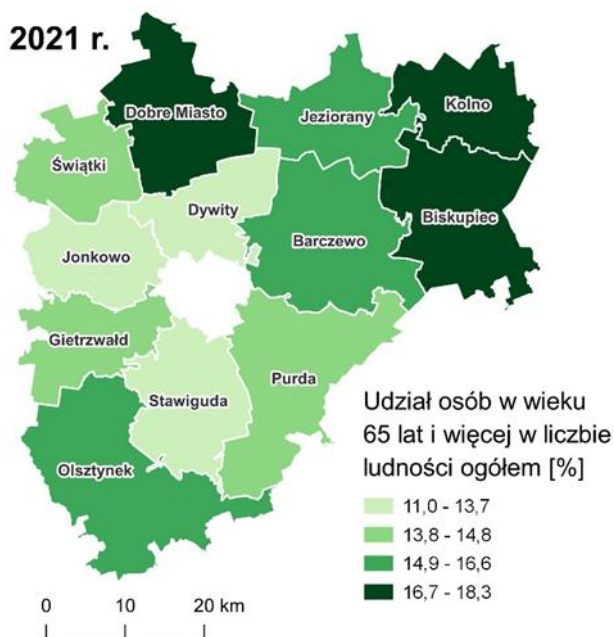 2021 r.
Dobre Miasto
Jeziorany
Kolno
Świątki
Dywity
Biskupiec
Jonkowo
Barczewo
Gietrzwałd
Purda
Stawiguda
Olsztynek
Udział osób w wieku
65 lat i więcej w liczbie
ludności ogółem [%]
11,0 - 13,7
13,8 - 14,8
14,9 - 16,6
16,7 - 18,3
0 10 20 km